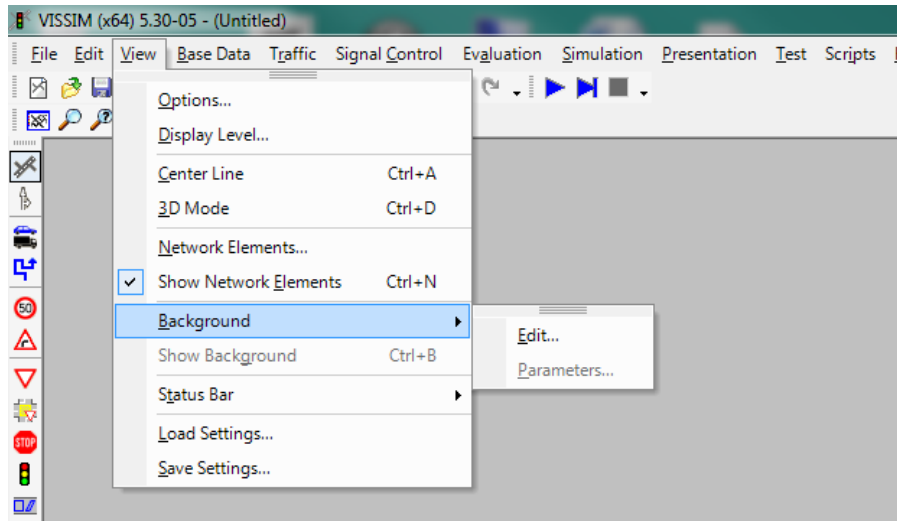 VISSIM (x64) 5.30-05 - (Untitled)
File Edit View Base Data Traffic Signal Control Evaluation Simulation Presentation Test Scripts
Options...
Display Level...
Center Line Ctrl+A
3D Mode Ctrl+D
Network Elements...
Show Network Elements Ctrl+N
Background
Edit...
Show Background Ctrl+B
Parameters...
Status Bar
Load Settings...
Save Settings...
50
STOP